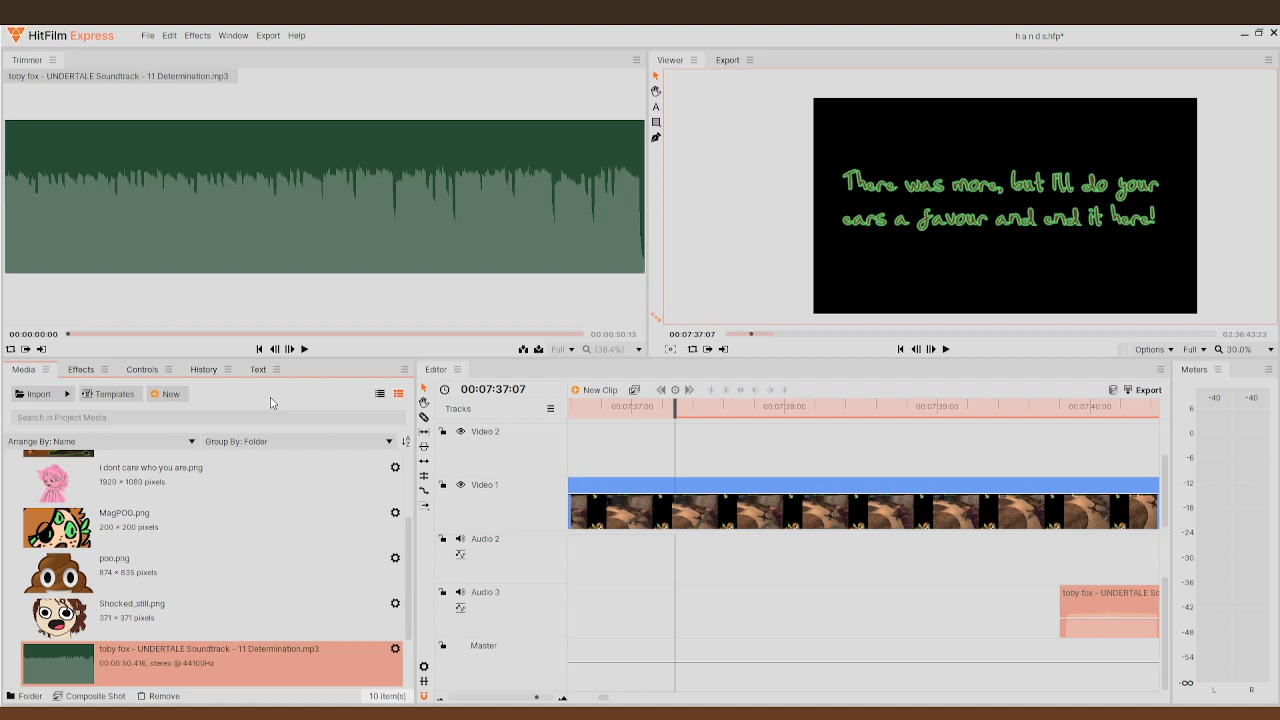 HitFilm Express
File Edit Effects Window Export Help
h a n d s.hfp*
Trimmer
toby fox - UNDERTALE Soundtrack - 11 Determination.mp3
00:00:00:00
00:00:50:13
Full
(38.4%)
Viewer
Export
There was more, but I'll do your
ears a favour and end it here!
00:07:37:07
02:36:43:23
Options
Full
30.0%
Media
Effects
Controls
History
Text
Import
Templates
New
Search in Project Media
Arrange By: Name
Group By: Folder
i dont care who you are.png
1920 × 1080 pixels
MagPOG.png
200 × 200 pixels
poo.png
874 × 835 pixels
Shocked_still.png
371 × 371 pixels
toby fox - UNDERTALE Soundtrack - 11 Determination.mp3
00:00:50.416, stereo @ 44100Hz
Folder
Composite Shot
Remove
10 item(s)
Editor
00:07:37:07
New Clip
Export
Tracks
00:07:37:00
00:07:38:00
00:07:39:00
00:07:40:00
Video 2
Video 1
Audio 2
Audio 3
toby fox - UNDERTALE So
Master
Meters
-40
-40
6
0
-6
-12
-18
-24
-30
-36
-42
-48
-54
-∞
L
R